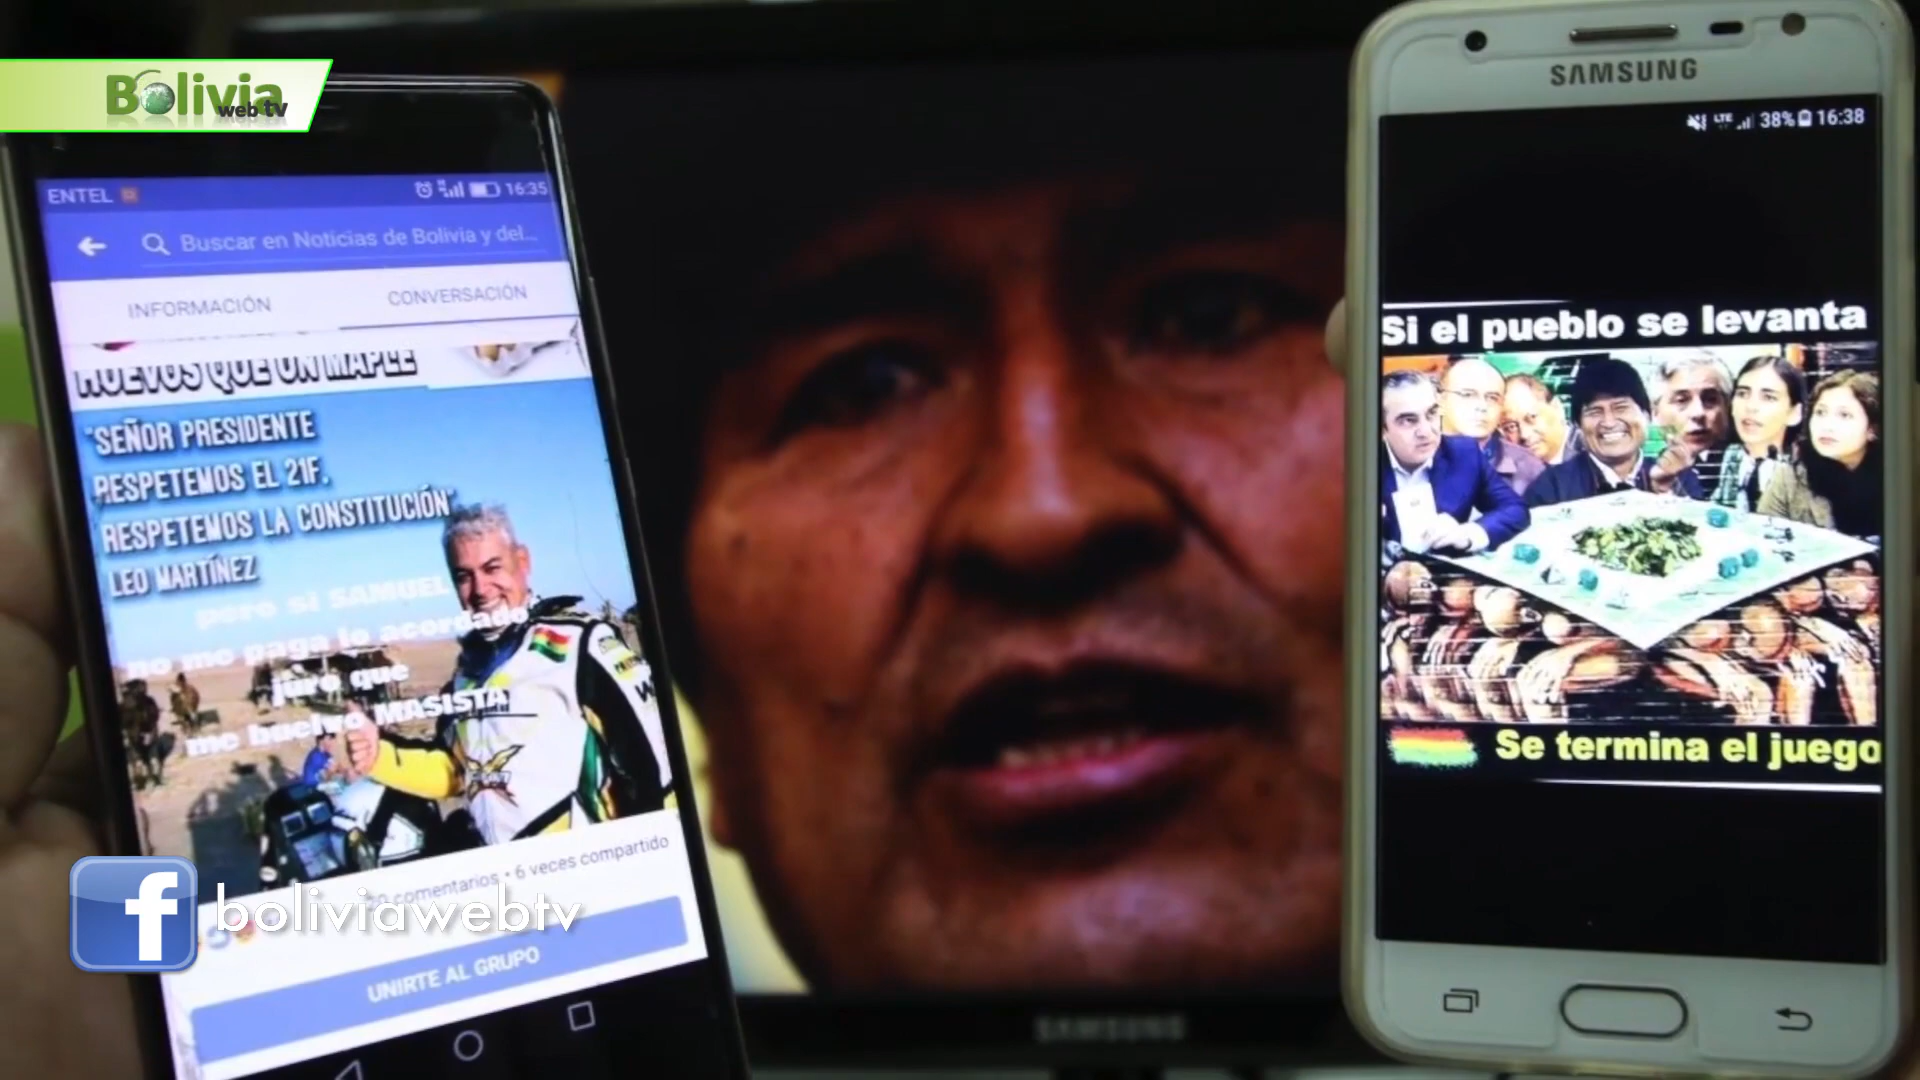 Bolivia
web tv
ENTEL
16:35
Buscar en Noticias de Bolivia y del...
INFORMACIÓN
CONVERSACIÓN
HUEVOS QUE UN MAPLE
"SEÑOR PRESIDENTE
RESPETEMOS EL 21F.
RESPETEMOS LA CONSTITUCIÓN"
LEO MARTÍNEZ
pero si SAMUEL
no me paga lo acordado
juro que
me buelvo MASISTA
20 comentarios • 6 veces compartido
UNIRTE AL GRUPO
boliviawebtv
SAMSUNG
SAMSUNG
LTE
38%
16:38
Si el pueblo se levanta
Se termina el juego